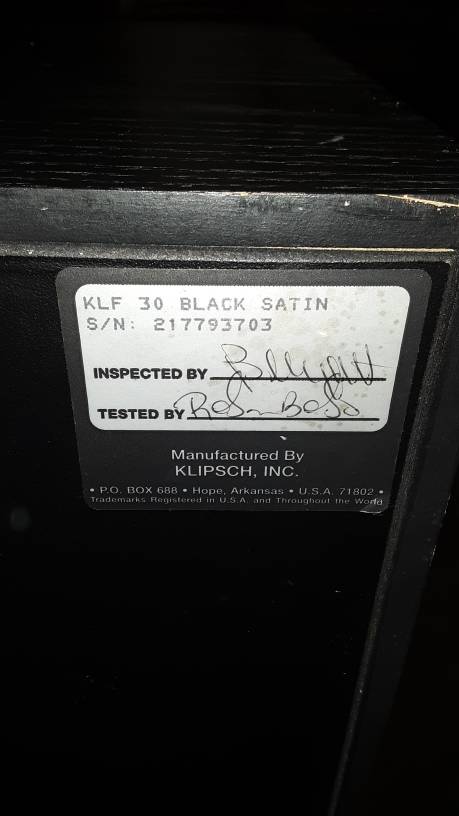 KLF 30 BLACK SATIN
S/N: 217793703
INSPECTED BY
TESTED BY
Manufactured By
KLIPSCH, INC.
• P.O. BOX 688 • Hope, Arkansas • U.S.A. 71802 •
Trademarks Registered in U.S.A. and Throughout the World